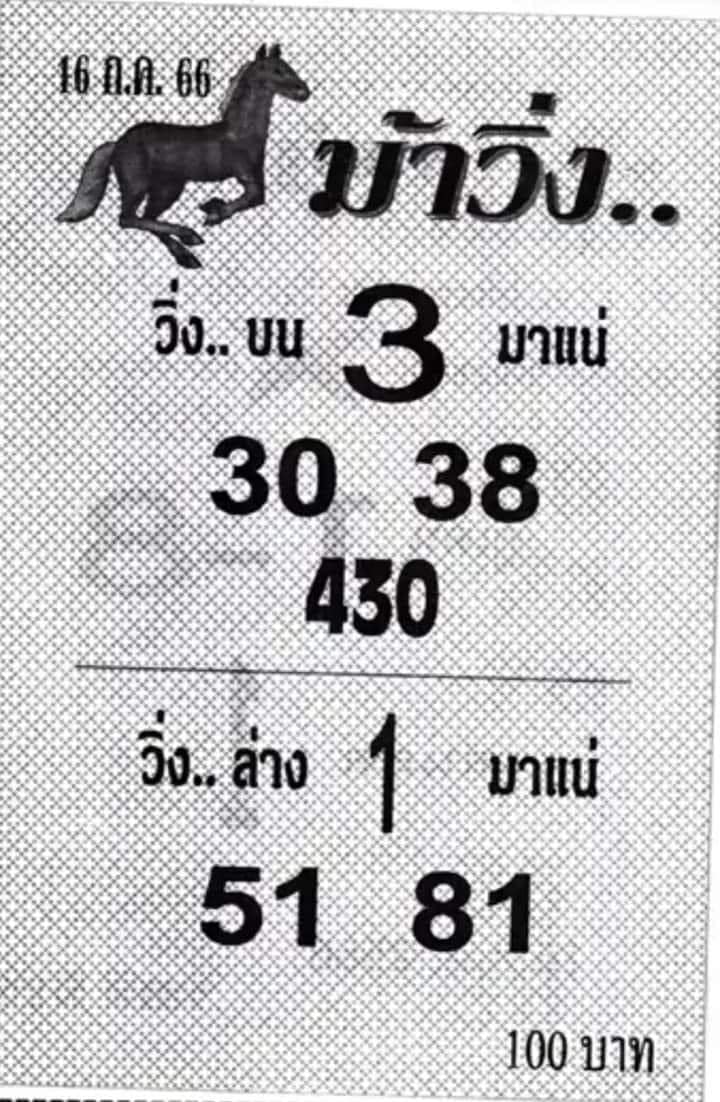 16 ก.ค. 66
ม้าวิ่ง..
วิ่ง.. บน 3 มาแน่
30 38
430
วิ่ง.. ล่าง 1 มาแน่
51 81
100 บาท